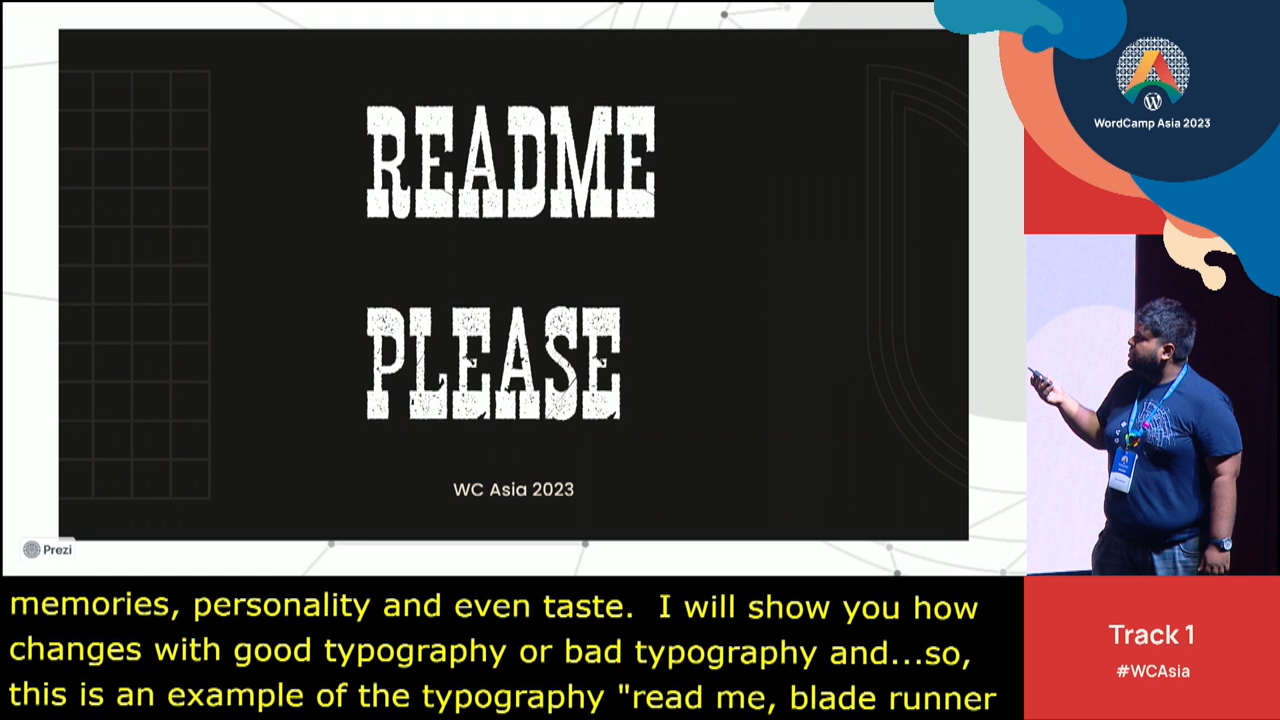 README
PLEASE
WC Asia 2023
Prezi
memories, personality and even taste.  I will show you how
changes with good typography or bad typography and...so,
this is an example of the typography "read me, blade runner
WordCamp Asia 2023
Track 1
#WCAsia